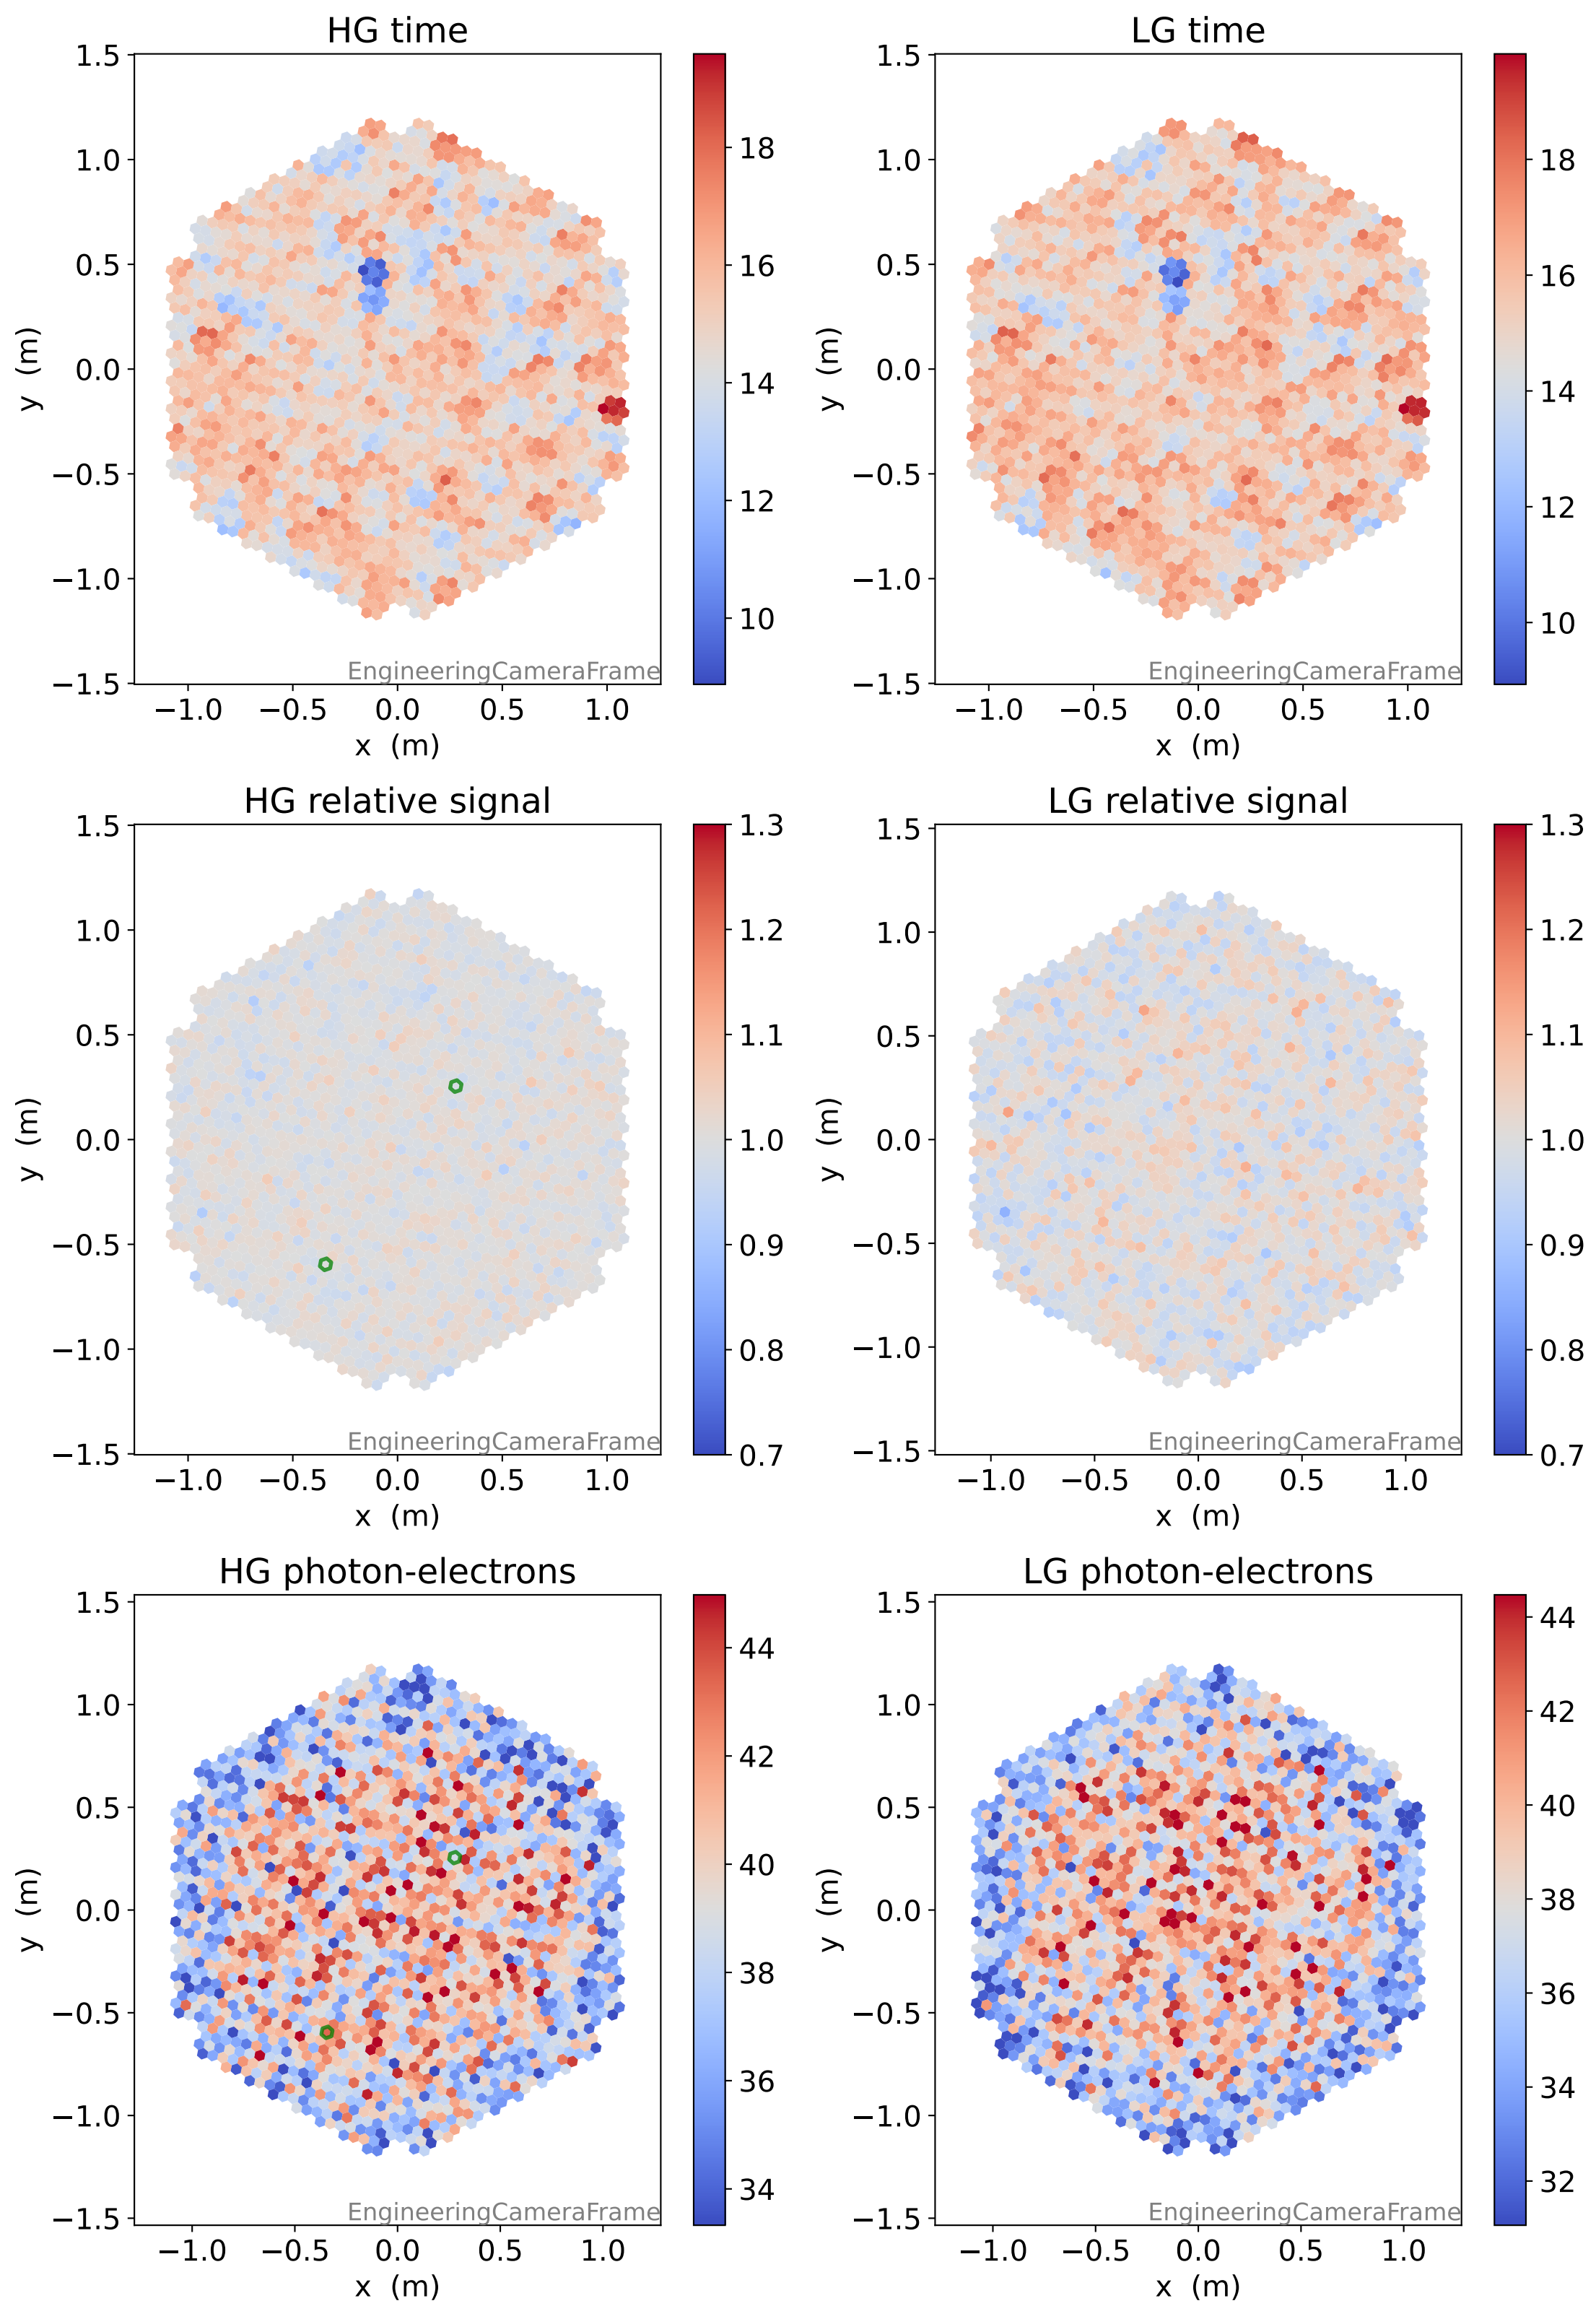 HG time
1.5
1.0
0.5
0.0
−0.5
−1.0
−1.5
y (m)
−1.0 −0.5 0.0 0.5 1.0
x (m)
EngineeringCameraFrame
18
16
14
12
10
LG time
1.5
1.0
0.5
0.0
−0.5
−1.0
−1.5
y (m)
−1.0 −0.5 0.0 0.5 1.0
x (m)
EngineeringCameraFrame
18
16
14
12
10
HG relative signal
1.5
1.0
0.5
0.0
−0.5
−1.0
−1.5
y (m)
−1.0 −0.5 0.0 0.5 1.0
x (m)
EngineeringCameraFrame
1.3
1.2
1.1
1.0
0.9
0.8
0.7
LG relative signal
1.5
1.0
0.5
0.0
−0.5
−1.0
−1.5
y (m)
−1.0 −0.5 0.0 0.5 1.0
x (m)
EngineeringCameraFrame
1.3
1.2
1.1
1.0
0.9
0.8
0.7
HG photon-electrons
1.5
1.0
0.5
0.0
−0.5
−1.0
−1.5
y (m)
−1.0 −0.5 0.0 0.5 1.0
x (m)
EngineeringCameraFrame
44
42
40
38
36
34
LG photon-electrons
1.5
1.0
0.5
0.0
−0.5
−1.0
−1.5
y (m)
−1.0 −0.5 0.0 0.5 1.0
x (m)
EngineeringCameraFrame
44
42
40
38
36
34
32